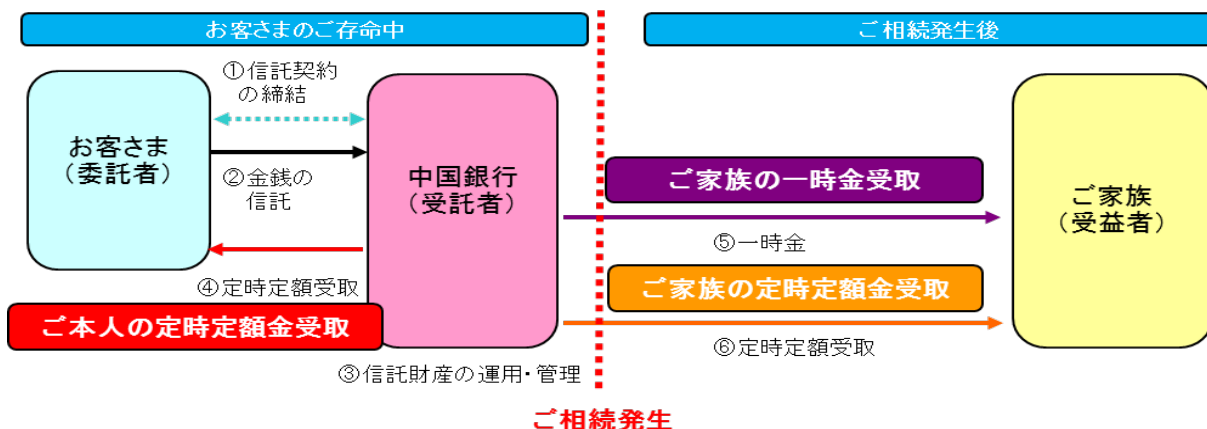 お客さまのご存命中
ご相続発生後
①信託契約
の締結
お客さま
（委託者）
②金銭の
信託
中国銀行
（受託者）
ご家族の一時金受取
⑤一時金
ご家族
（受益者）
④定時定額受取
ご本人の定時定額金受取
ご家族の定時定額金受取
⑥定時定額受取
③信託財産の運用・管理
ご相続発生